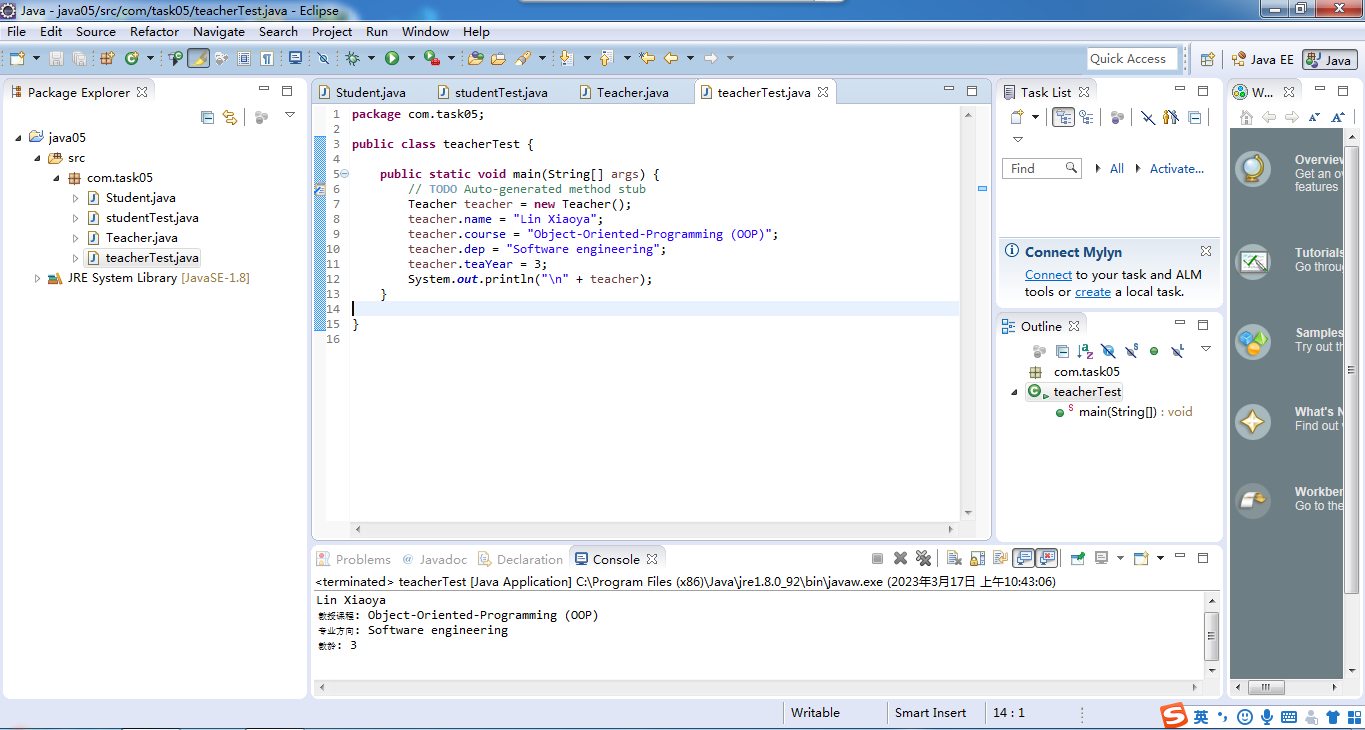 Java - java05/src/com/task05/teacherTest.java - Eclipse
File Edit Source Refactor Navigate Search Project Run Window Help
Quick Access Java EE Java
Package Explorer
java05
src
com.task05
Student.java
studentTest.java
Teacher.java
teacherTest.java
JRE System Library [JavaSE-1.8]
Student.java studentTest.java Teacher.java teacherTest.java
1 package com.task05;
2
3 public class teacherTest {
4
5 public static void main(String[] args) {
6 // TODO Auto-generated method stub
7 Teacher teacher = new Teacher();
8 teacher.name = "Lin Xiaoya";
9 teacher.course = "Object-Oriented-Programming (OOP)";
10 teacher.dep = "Software engineering";
11 teacher.teaYear = 3;
12 System.out.println("\n" + teacher);
13 }
14
15 }
16
Task List
Find All Activate...
Connect Mylyn
Connect to your task and ALM
tools or create a local task.
Outline
com.task05
teacherTest
main(String[]) : void
W...
Overview
Get an ov
features
Tutorials
Go throu
Samples
Try out th
What's N
Find out
Workben
Go to the
Problems @ Javadoc Declaration Console
<terminated> teacherTest [Java Application] C:\Program Files (x86)\Java\jre1.8.0_92\bin\javaw.exe (2023年3月17日 上午10:43:06)
Lin Xiaoya
教授课程: Object-Oriented-Programming (OOP)
专业方向: Software engineering
教龄: 3
Writable Smart Insert 14 : 1
S 英